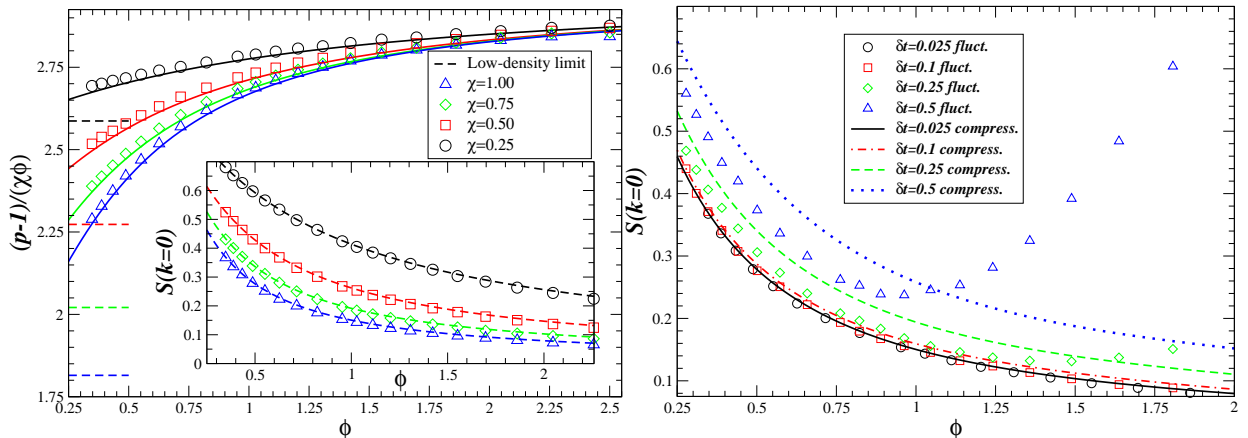 (p-1)/(χϕ)
2.75
2.5
2.25
2
1.75
0.25
0.5
0.75
1
1.25
1.5
1.75
2
2.25
2.5
ϕ
Low-density limit
χ=1.00
χ=0.75
χ=0.50
χ=0.25
S(k=0)
0.6
0.5
0.4
0.3
0.2
0.1
0
0.5
1
1.5
2
ϕ
S(k=0)
0.6
0.5
0.4
0.3
0.2
0.1
0.25
0.5
0.75
1
1.25
1.5
1.75
2
ϕ
δt=0.025 fluct.
δt=0.1 fluct.
δt=0.25 fluct.
δt=0.5 fluct.
δt=0.025 compress.
δt=0.1 compress.
δt=0.25 compress.
δt=0.5 compress.